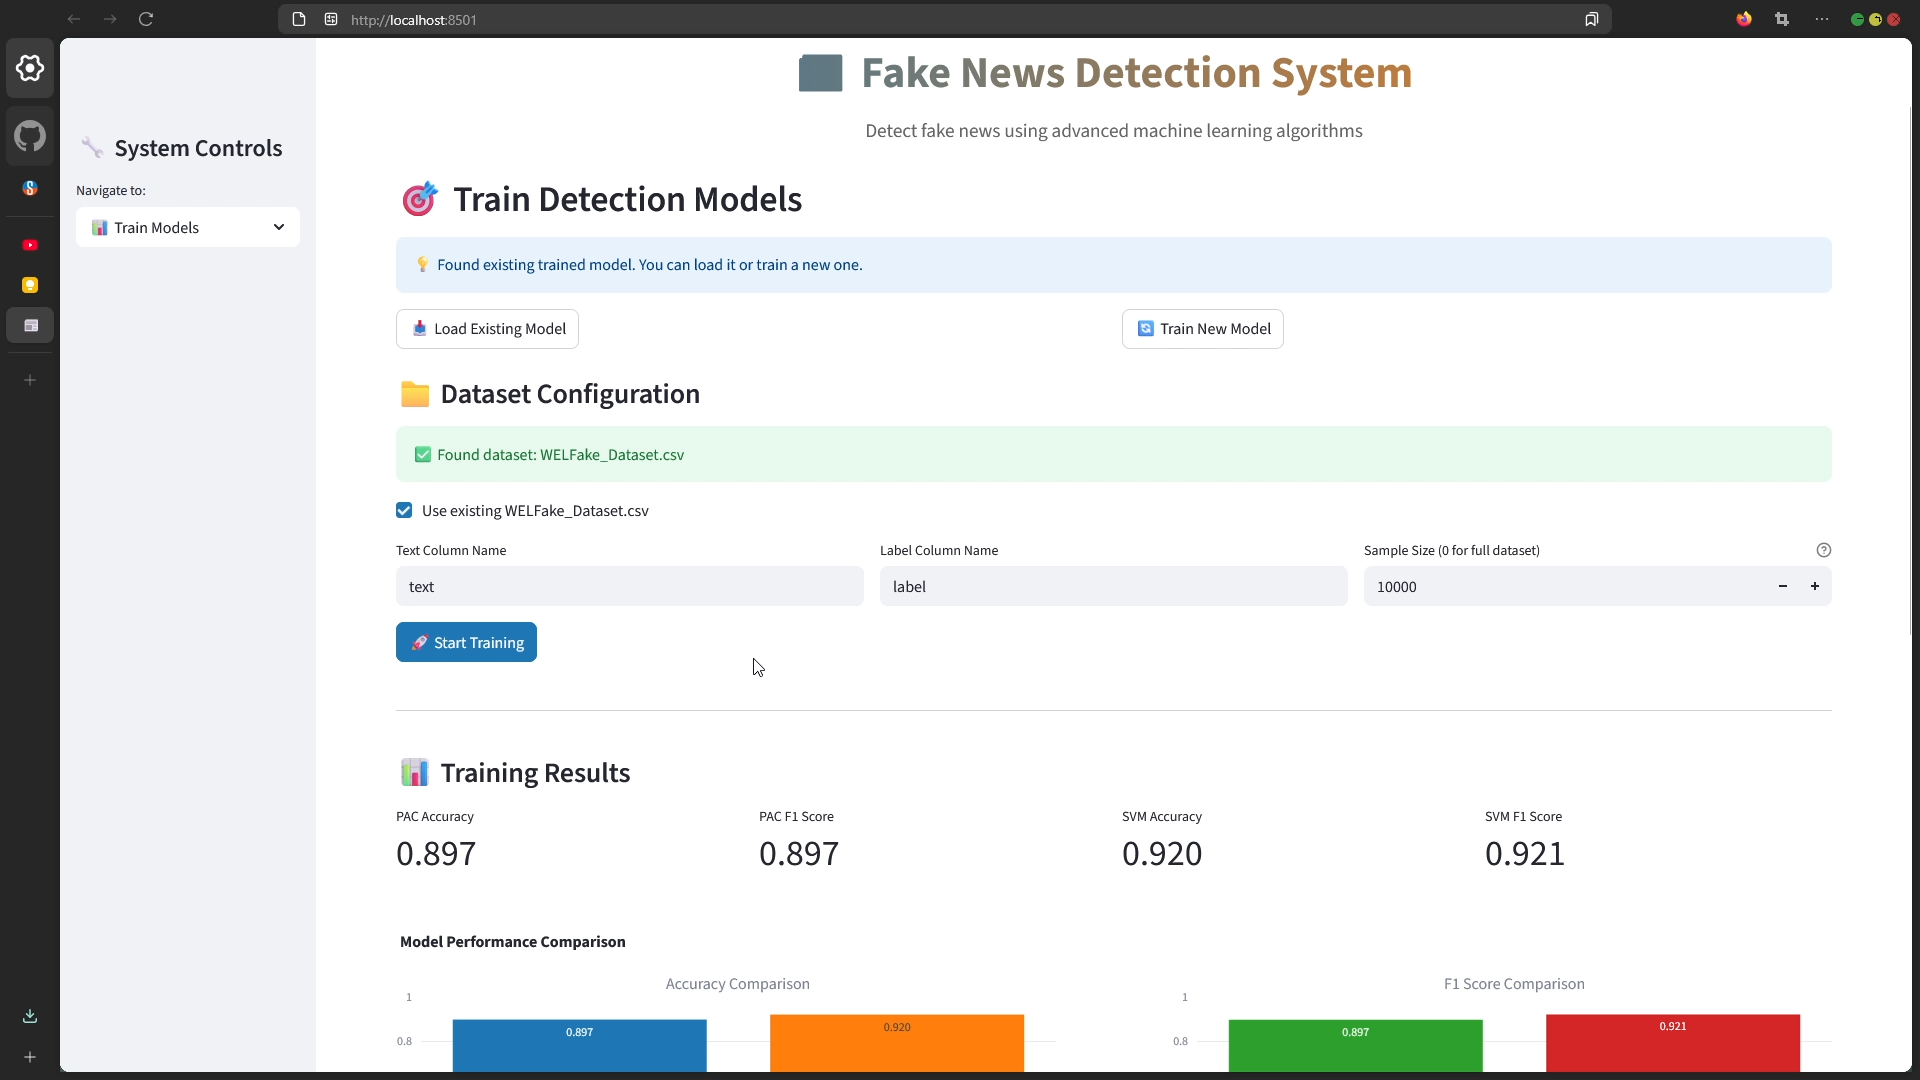 http://localhost:8501
Fake News Detection System
Detect fake news using advanced machine learning algorithms
System Controls
Navigate to:
Train Models
Train Detection Models
Found existing trained model. You can load it or train a new one.
Load Existing Model
Train New Model
Dataset Configuration
Found dataset: WELFake_Dataset.csv
Use existing WELFake_Dataset.csv
Text Column Name
Label Column Name
Sample Size (0 for full dataset)
text
label
10000
Start Training
Training Results
PAC Accuracy
PAC F1 Score
SVM Accuracy
SVM F1 Score
0.897
0.897
0.920
0.921
Model Performance Comparison
Accuracy Comparison
F1 Score Comparison
1
1
0.897
0.920
0.897
0.921
0.8
0.8